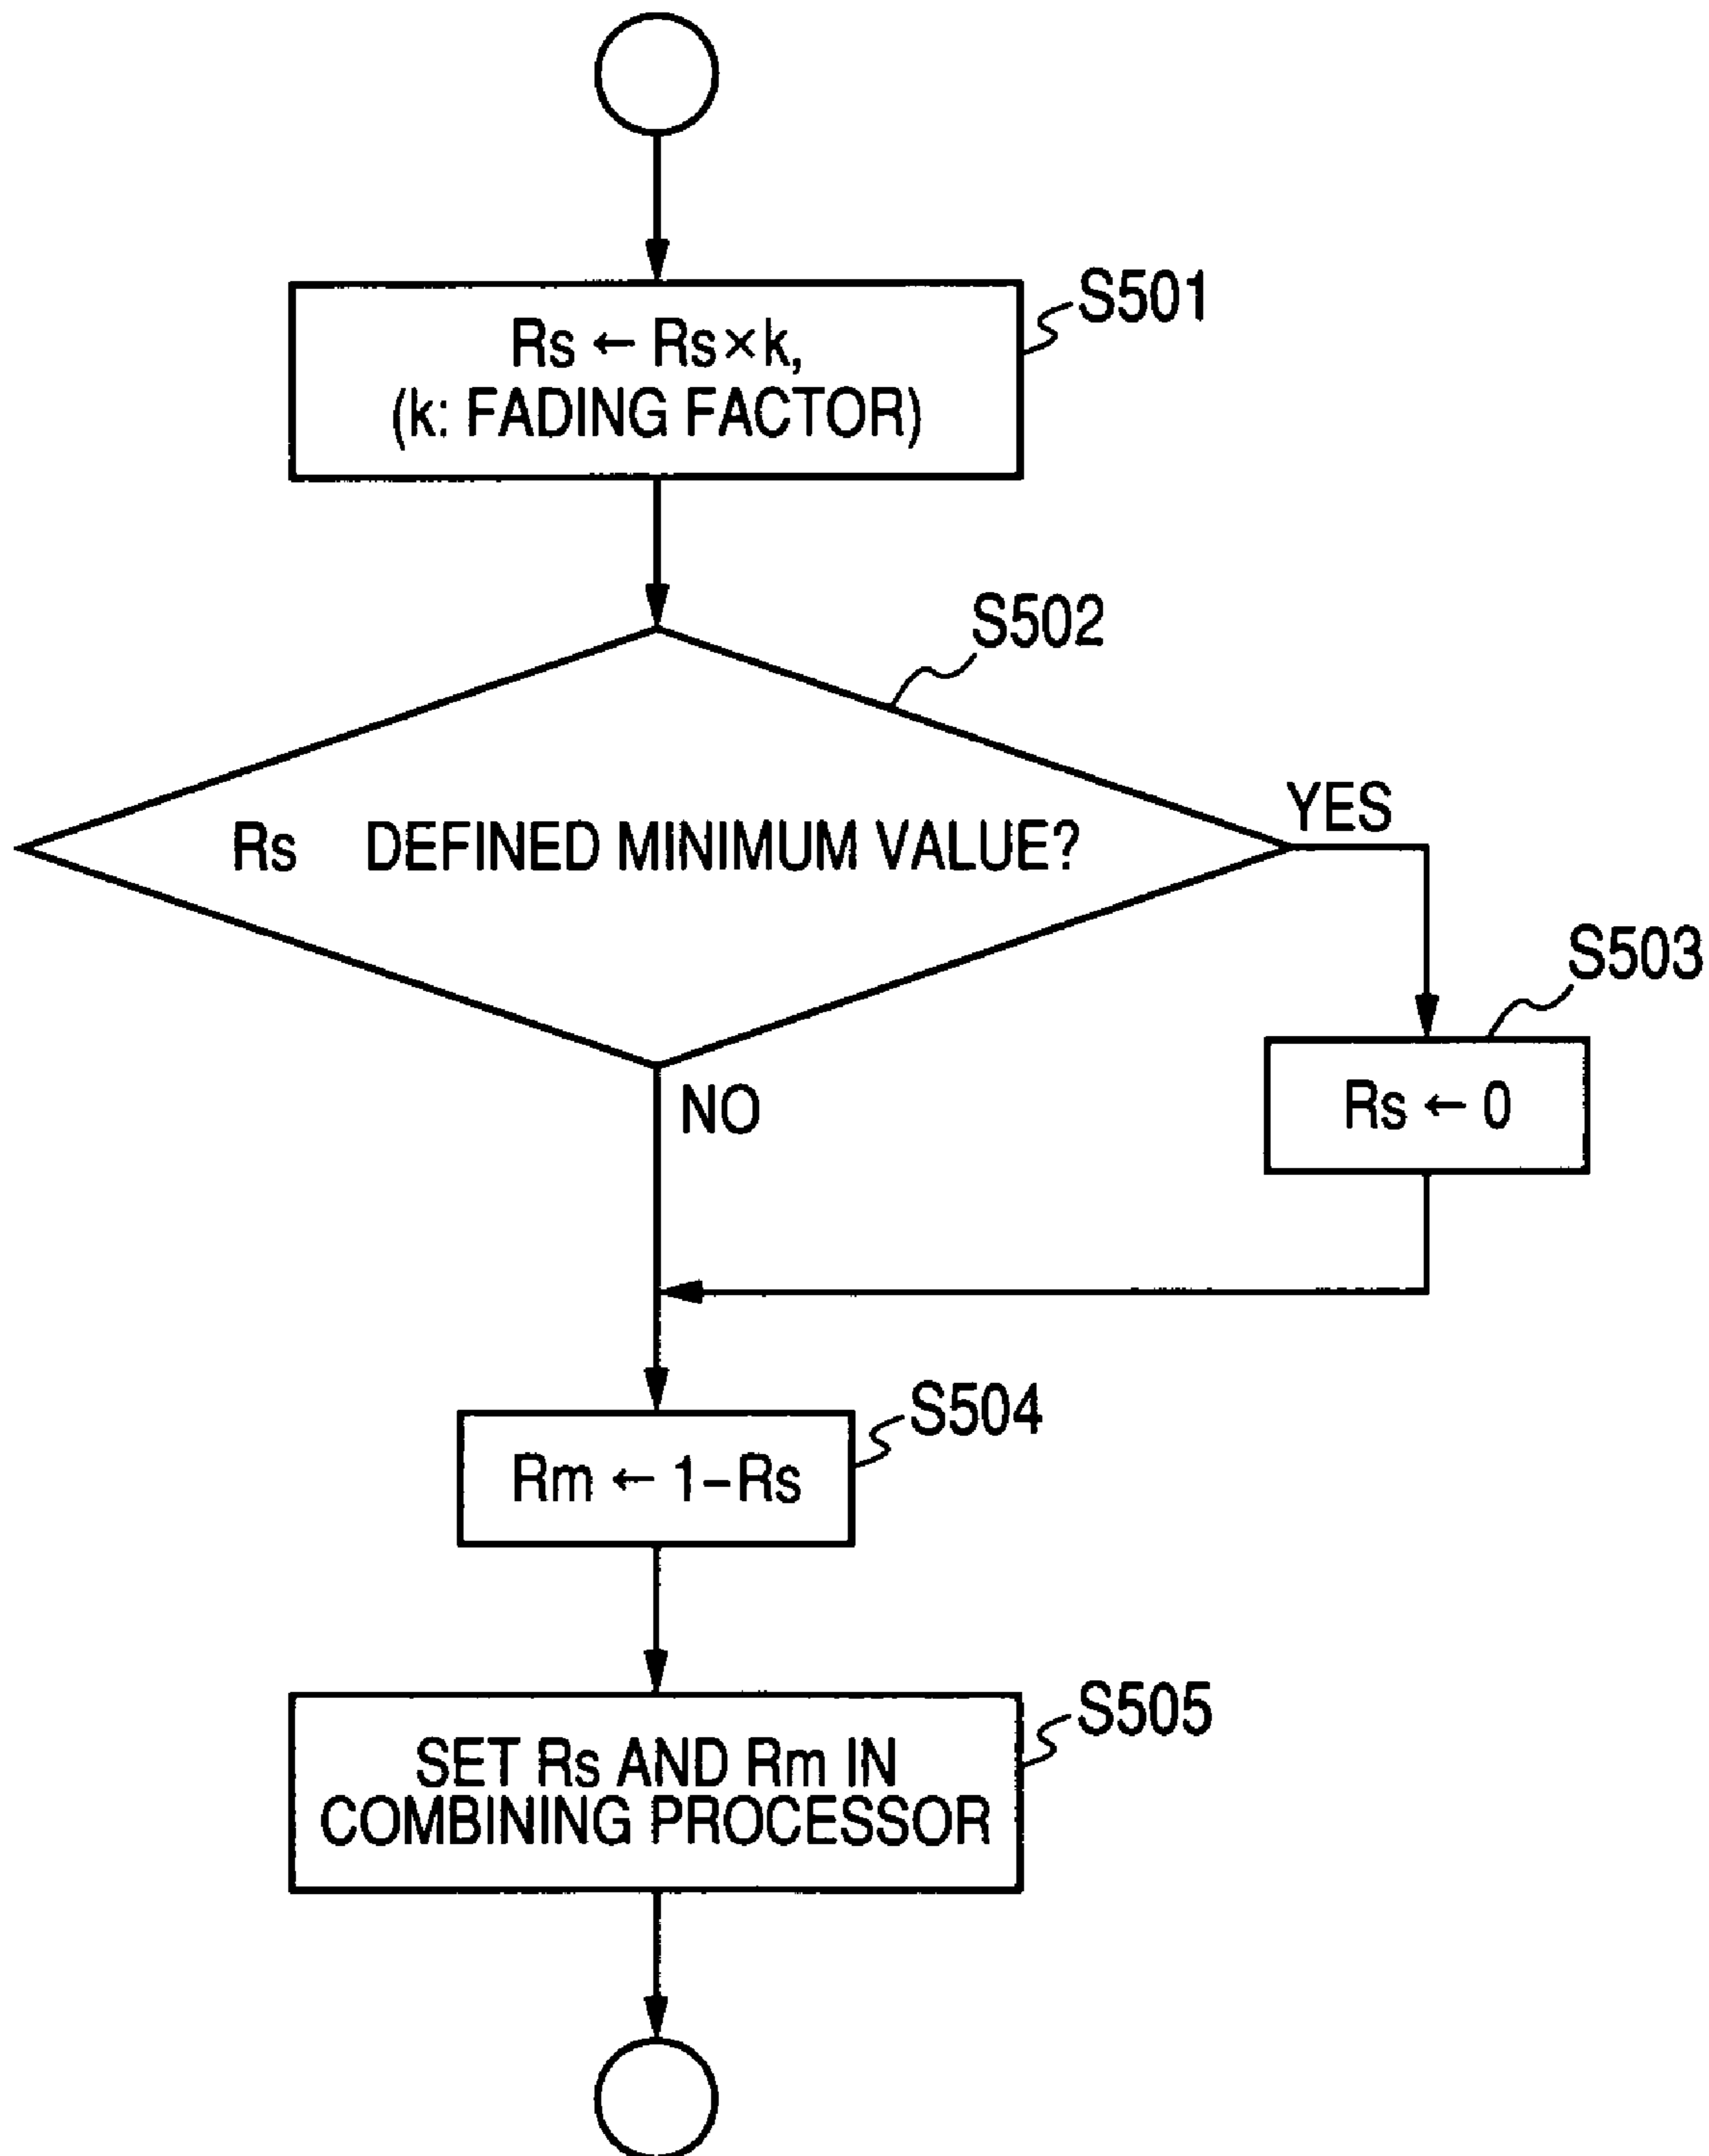 Rs ← Rs×k,
(k: FADING FACTOR)
S501
S502
Rs DEFINED MINIMUM VALUE?
YES
S503
Rs ← 0
NO
S504
Rm ← 1-Rs
S505
SET Rs AND Rm IN
COMBINING PROCESSOR